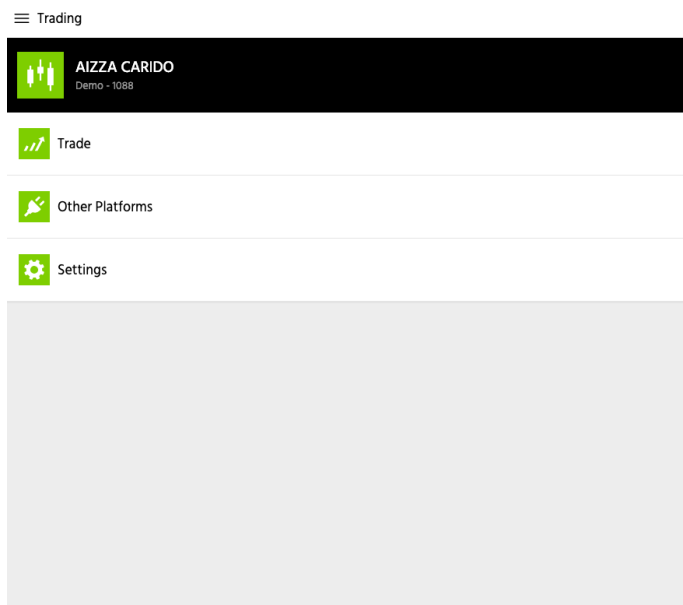 Trading
AIZZA CARIDO
Demo - 1088
Trade
Other Platforms
Settings